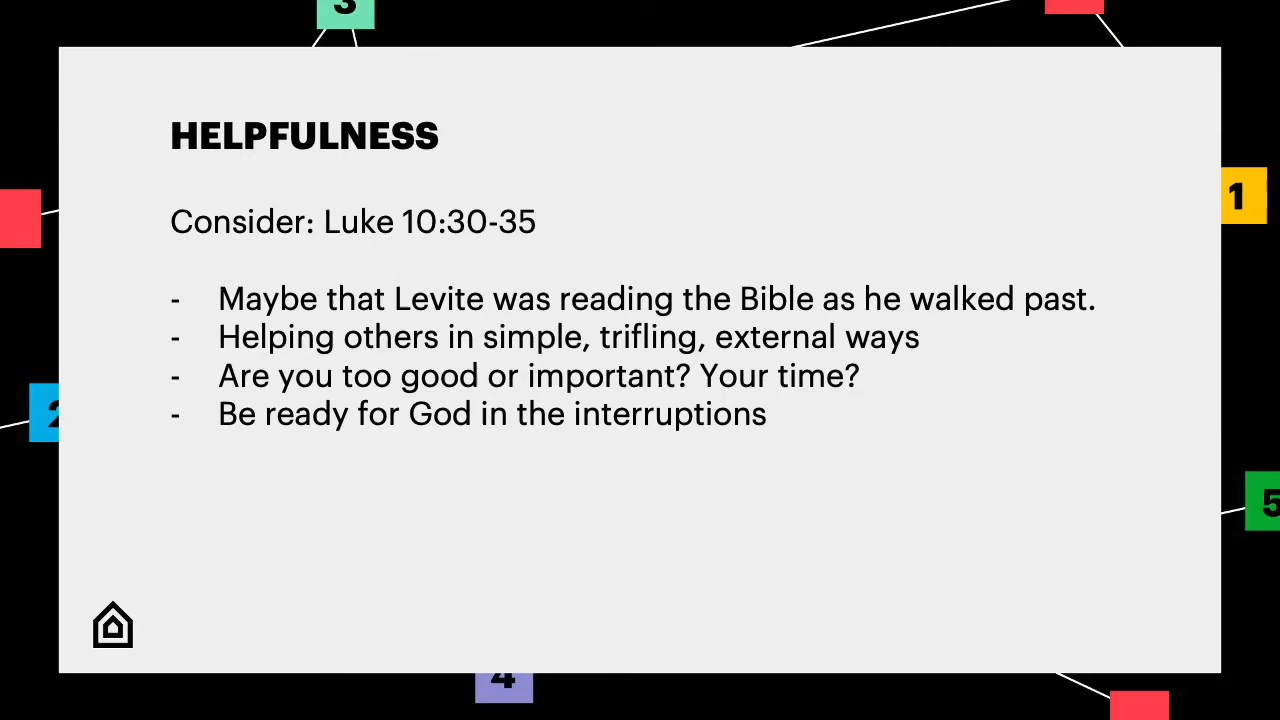 3
HELPFULNESS
1
Consider: Luke 10:30-35
- Maybe that Levite was reading the Bible as he walked past.
- Helping others in simple, trifling, external ways
- Are you too good or important? Your time?
2
- Be ready for God in the interruptions
5
4